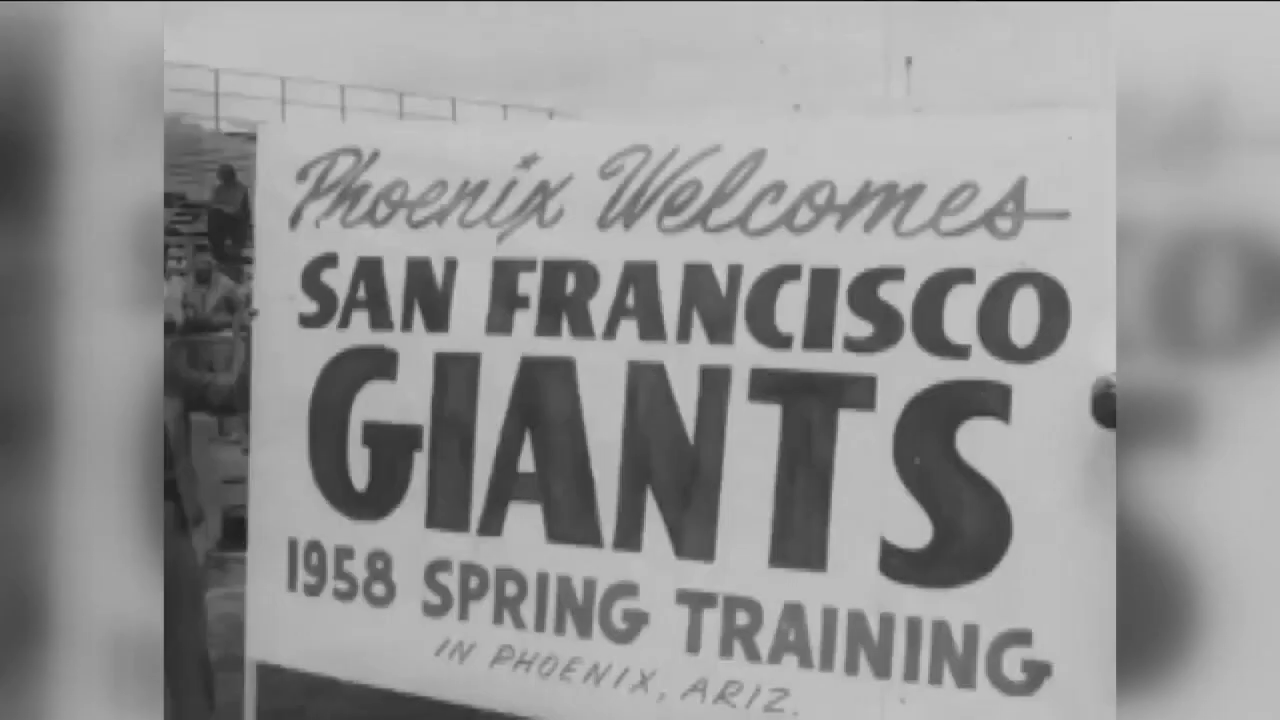 Phoenix Welcomes
SAN FRANCISCO
GIANTS
1958 SPRING TRAINING
IN PHOENIX, ARIZ.